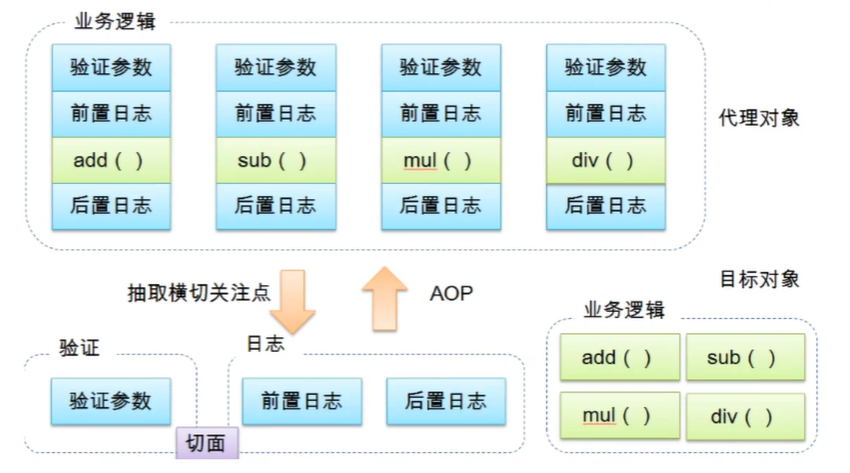 业务逻辑
验证参数 验证参数 验证参数 验证参数
前置日志 前置日志 前置日志 前置日志
add（ ） sub（ ） mul（ ） div（ ）
后置日志 后置日志 后置日志 后置日志
代理对象
抽取横切关注点
AOP
目标对象
验证
验证参数
日志
前置日志 后置日志
切面
业务逻辑
add（ ） sub（ ）
mul（ ） div（ ）